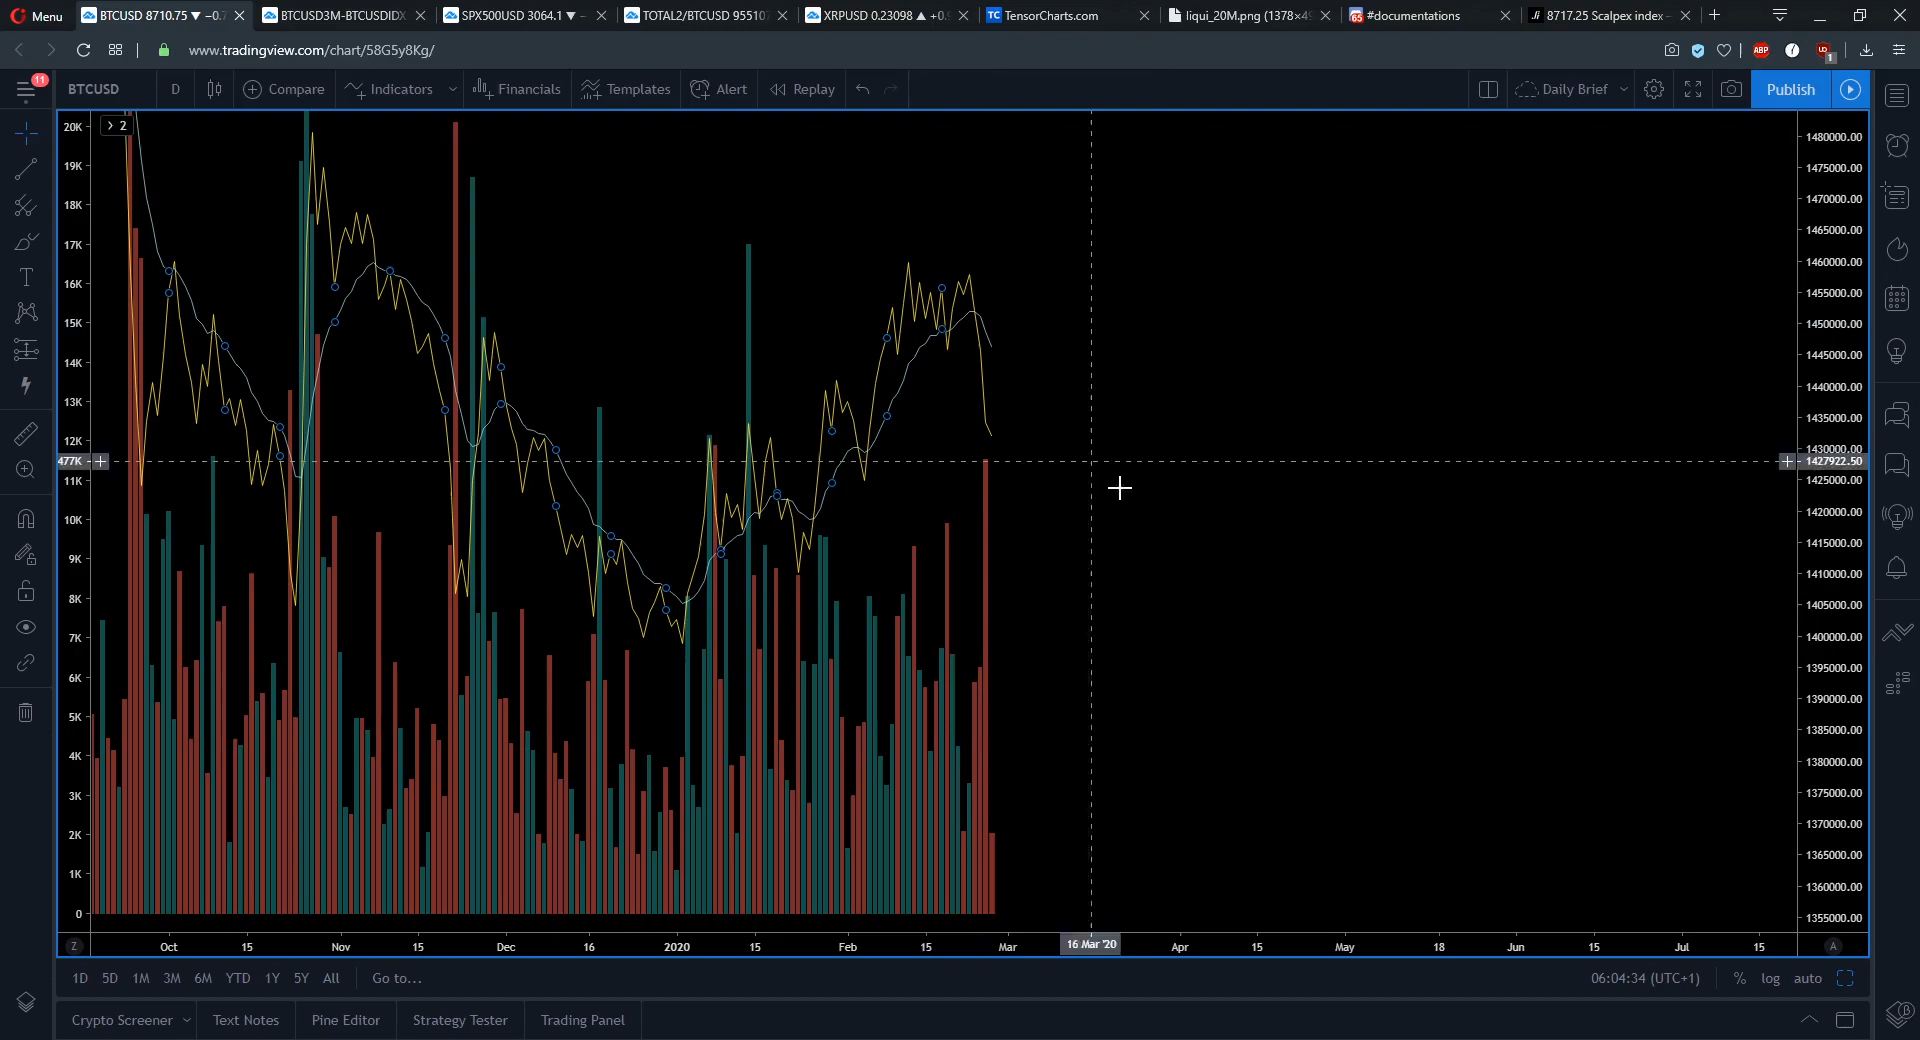 Menu
BTCUSD 8710.75 ▼ −0.7
BTCUSD3M-BTCUSDIDX
SPX500USD 3064.1 ▼ −
TOTAL2/BTCUSD 95510
XRPUSD 0.23098 ▲ +0.
TC TensorCharts.com
liqui_20M.png (1378×4
65 #documentations
8717.25 Scalpex index -
www.tradingview.com/chart/58G5y8Kg/
ABP
1
11
BTCUSD
D
Compare
Indicators
Financials
Templates
Alert
Replay
Daily Brief
Publish
> 2
20K
19K
18K
17K
16K
15K
14K
13K
12K
477K
11K
10K
9K
8K
7K
6K
5K
4K
3K
2K
1K
0
1480000.00
1475000.00
1470000.00
1465000.00
1460000.00
1455000.00
1450000.00
1445000.00
1440000.00
1435000.00
1430000.00
1427922.50
1425000.00
1420000.00
1415000.00
1410000.00
1405000.00
1400000.00
1395000.00
1390000.00
1385000.00
1380000.00
1375000.00
1370000.00
1365000.00
1360000.00
1355000.00
Z
Oct
15
Nov
15
Dec
16
2020
15
Feb
15
Mar
16 Mar '20
Apr
15
May
18
Jun
15
Jul
15
A
1D 5D 1M 3M 6M YTD 1Y 5Y All
Go to...
06:04:34 (UTC+1)
% log auto
Crypto Screener
Text Notes
Pine Editor
Strategy Tester
Trading Panel